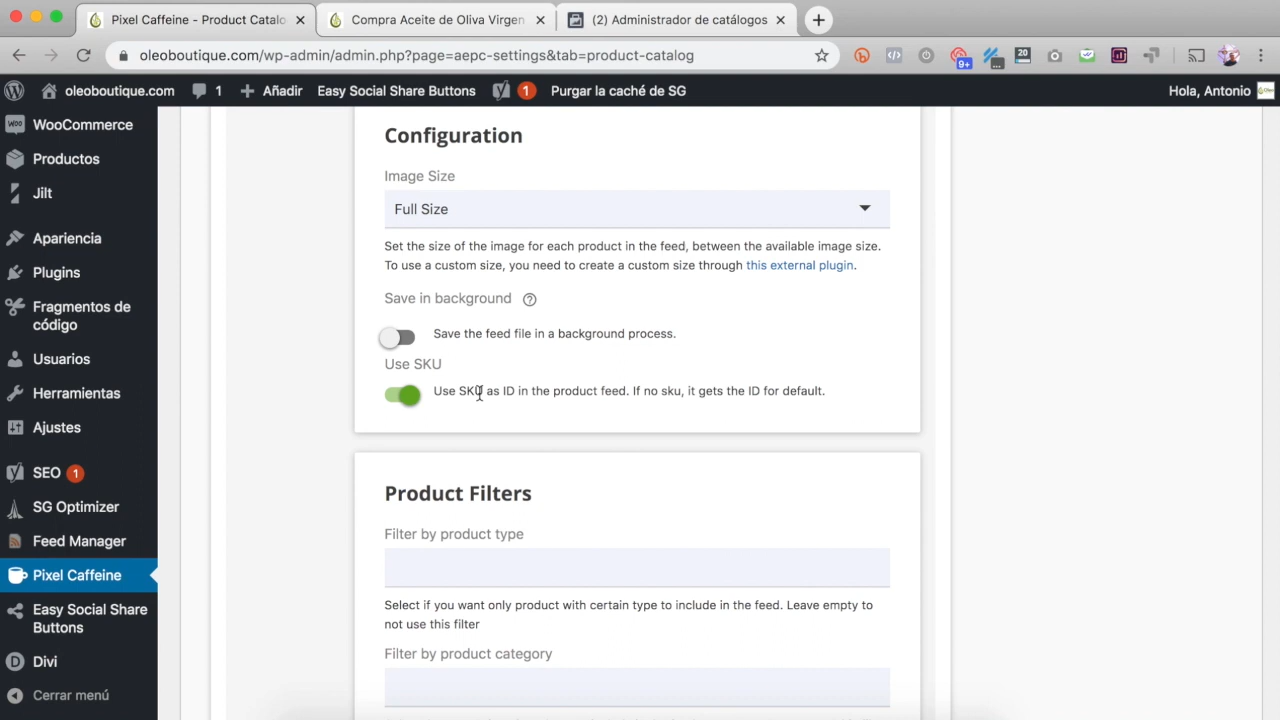 Pixel Caffeine - Product Catalo
Compra Aceite de Oliva Virgen
(2) Administrador de catálogos
oleoboutique.com/wp-admin/admin.php?page=aepc-settings&tab=product-catalog
9+
20
oleoboutique.com
1
Añadir
Easy Social Share Buttons
1
Purgar la caché de SG
Hola, Antonio
WooCommerce
Productos
Jilt
Apariencia
Plugins
Fragmentos de
código
Usuarios
Herramientas
Ajustes
SEO 1
SG Optimizer
Feed Manager
Pixel Caffeine
Easy Social Share
Buttons
Divi
Cerrar menú
Configuration
Image Size
Full Size
Set the size of the image for each product in the feed, between the available image size.
To use a custom size, you need to create a custom size through this external plugin.
Save in background
Save the feed file in a background process.
Use SKU
Use SKU as ID in the product feed. If no sku, it gets the ID for default.
Product Filters
Filter by product type
Select if you want only product with certain type to include in the feed. Leave empty to
not use this filter
Filter by product category